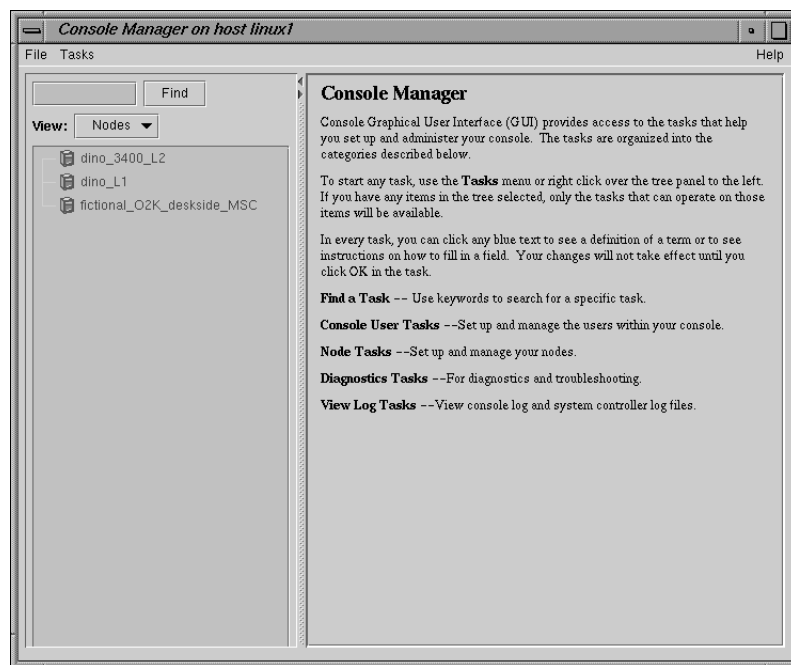 Console Manager on host linux1
File Tasks Help
Find
View: Nodes
dino_3400_L2
dino_L1
fictional_O2K_deskside_MSC
Console Manager
Console Graphical User Interface (GUI) provides access to the tasks that help
you set up and administer your console. The tasks are organized into the
categories described below.
To start any task, use the Tasks menu or right click over the tree panel to the left.
If you have any items in the tree selected, only the tasks that can operate on those
items will be available.
In every task, you can click any blue text to see a definition of a term or to see
instructions on how to fill in a field. Your changes will not take effect until you
click OK in the task.
Find a Task -- Use keywords to search for a specific task.
Console User Tasks --Set up and manage the users within your console.
Node Tasks --Set up and manage your nodes.
Diagnostics Tasks --For diagnostics and troubleshooting.
View Log Tasks --View console log and system controller log files.